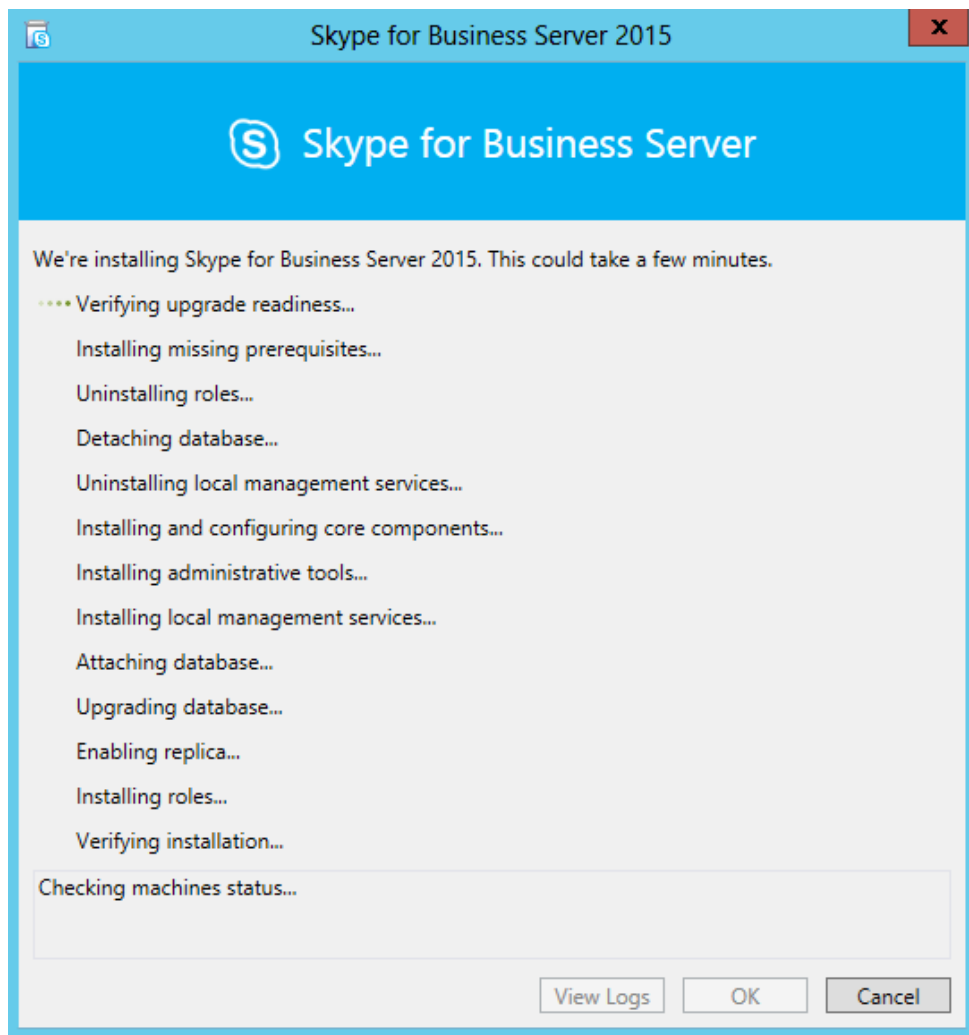 Skype for Business Server 2015
x
S Skype for Business Server
We're installing Skype for Business Server 2015. This could take a few minutes.
Verifying upgrade readiness...
Installing missing prerequisites...
Uninstalling roles...
Detaching database...
Uninstalling local management services...
Installing and configuring core components...
Installing administrative tools...
Installing local management services...
Attaching database...
Upgrading database...
Enabling replica...
Installing roles...
Verifying installation...
Checking machines status...
View Logs OK Cancel